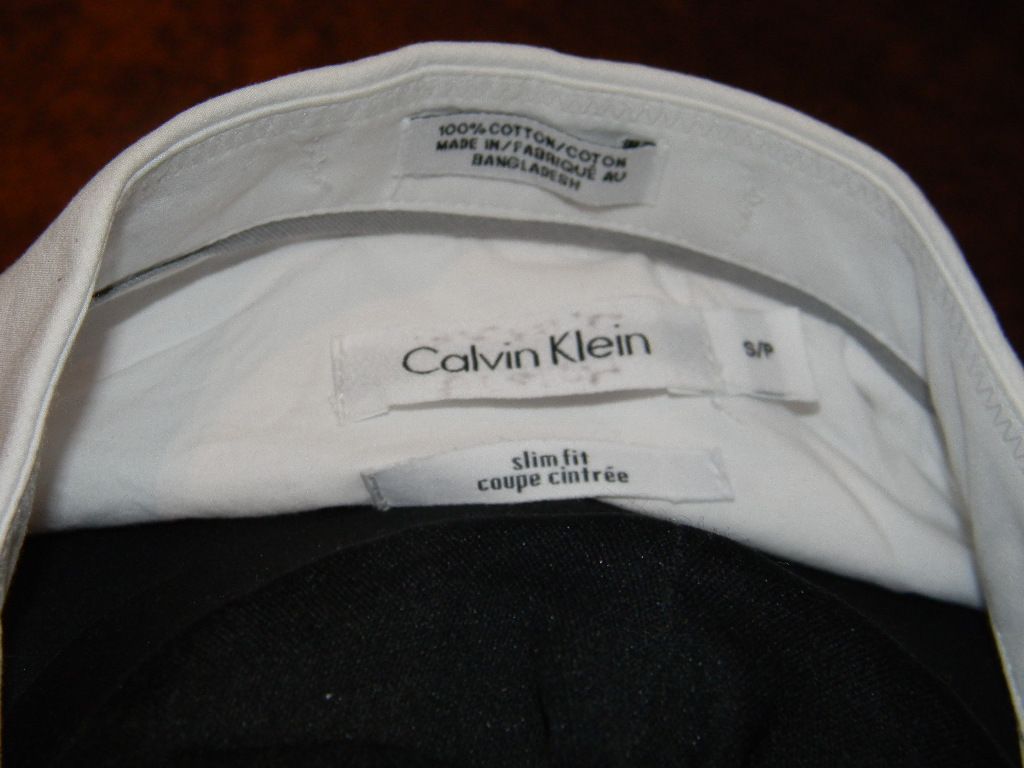 100% COTTON/COTON
MADE IN/FABRIQUÉ AU
BANGLADESH
Calvin Klein
S/P
slim fit
coupe cintrée